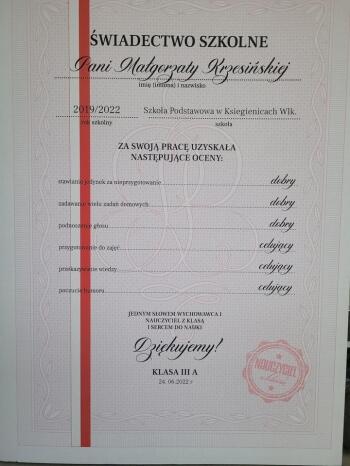 ŚWIADECTWO SZKOLNE
Pani Małgorzaty Krzesińskiej
imię (imiona) i nazwisko
2019/2022 Szkoła Podstawowa w Księgienicach Wlk.
rok szkolny szkoła
ZA SWOJĄ PRACĘ UZYSKAŁA
NASTĘPUJĄCE OCENY:
stawianie jedynek za nieprzygotowanie dobry
zadawanie wielu zadań domowych dobry
podnoszenie głosu dobry
przygotowanie do zajęć celujący
przekazywanie wiedzy celujący
poczucie humoru celujący
JEDNYM SŁOWEM WYCHOWAWCA I
NAUCZYCIEL Z KLASĄ
I SERCEM DO NAUKI
Dziękujemy!
KLASA III A
24. 06.2022 r
NAUCZYCIEL